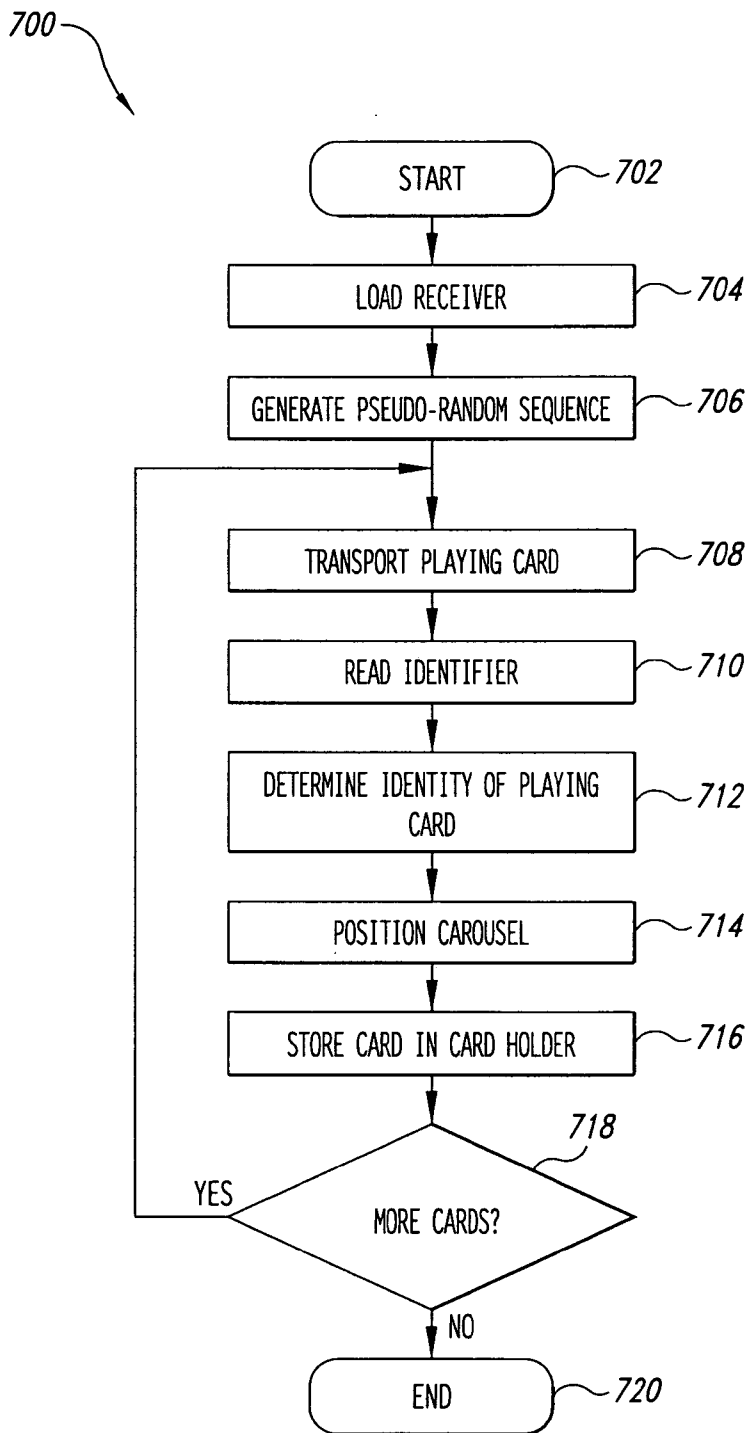 700
START
702
LOAD RECEIVER
704
GENERATE PSEUDO-RANDOM SEQUENCE
706
TRANSPORT PLAYING CARD
708
READ IDENTIFIER
710
DETERMINE IDENTITY OF PLAYING
CARD
712
POSITION CAROUSEL
714
STORE CARD IN CARD HOLDER
716
718
YES
MORE CARDS?
NO
END
720